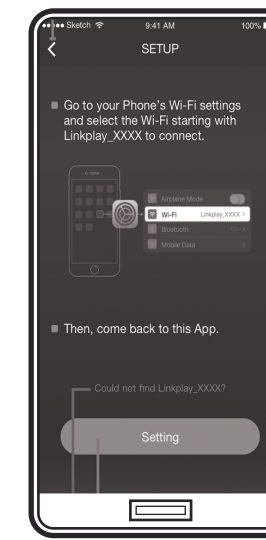 Sketch 9:41 AM 100%
SETUP
Go to your Phone's Wi-Fi settings
and select the Wi-Fi starting with
Linkplay_XXXX to connect.
Airplane Mode
Wi-Fi Linkplay_XXXX >
Bluetooth On >
Mobile Data >
Then, come back to this App.
Could not find Linkplay_XXXX?
Setting